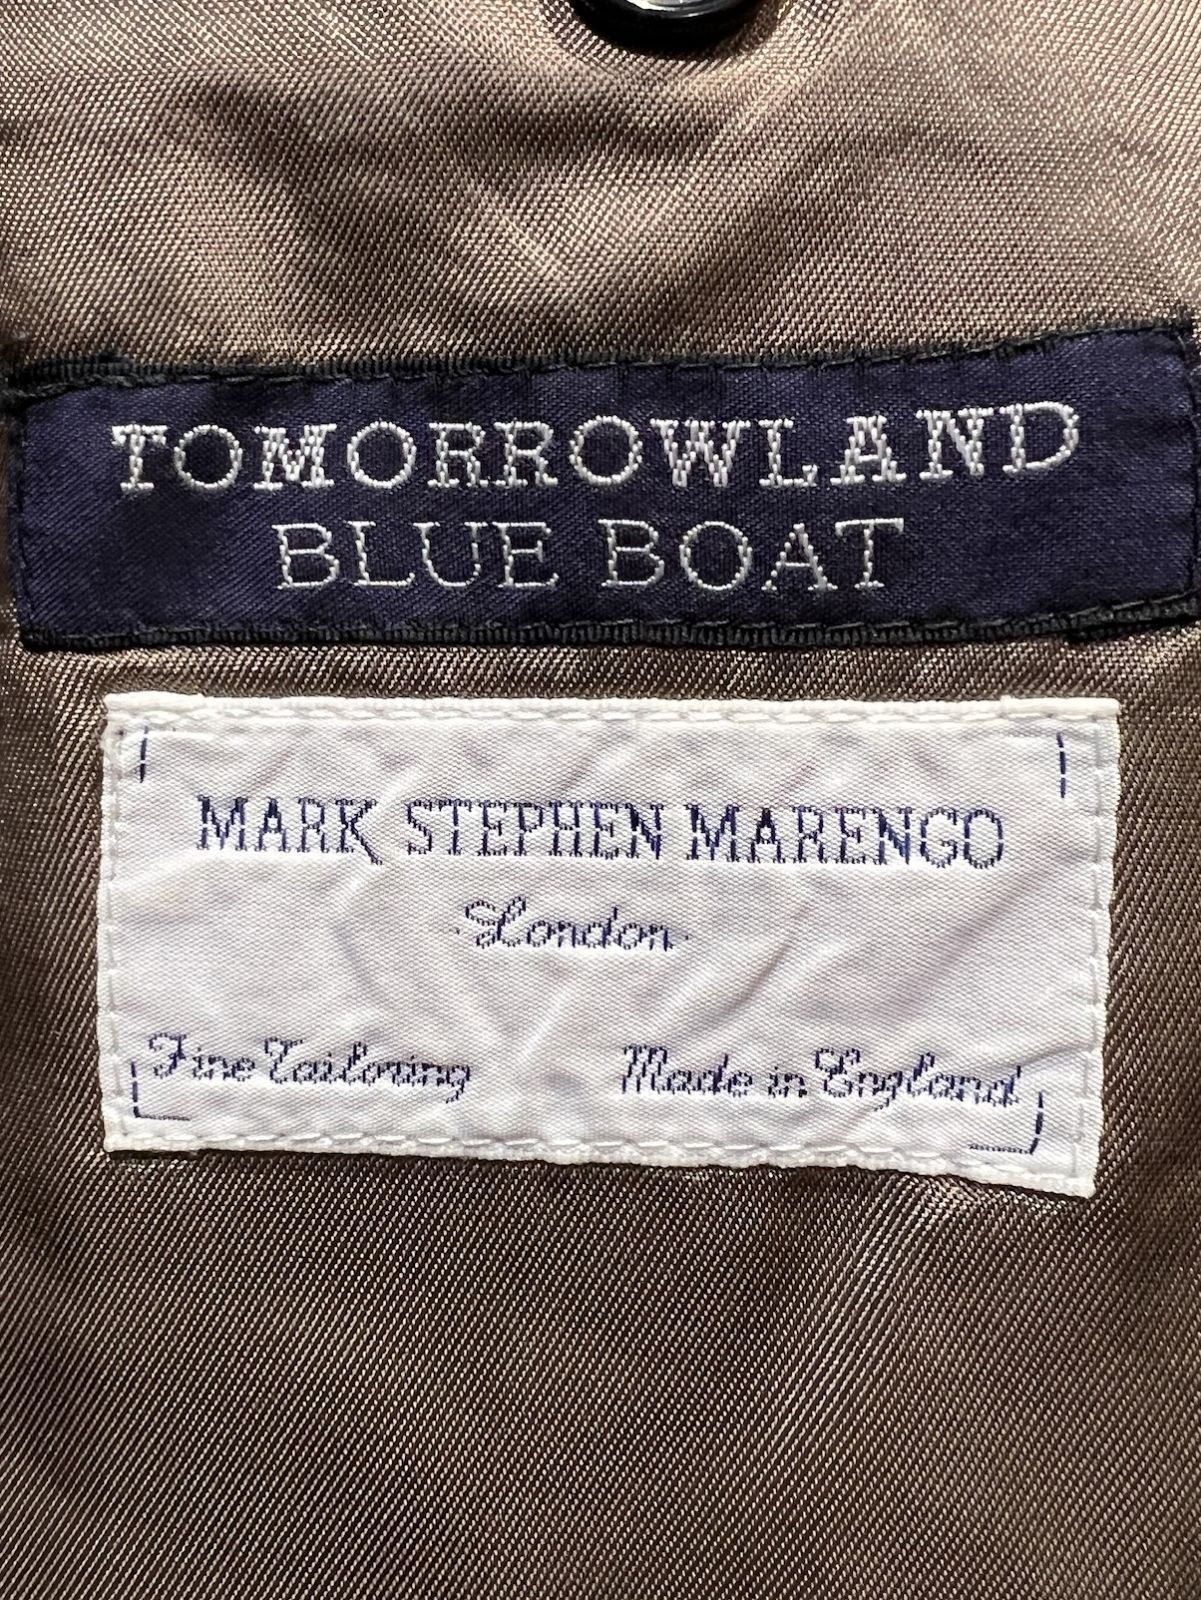 TOMORROWLAND
BLUE BOAT
MARK STEPHEN MARENGO
London
Fine Tailoring
Made in England